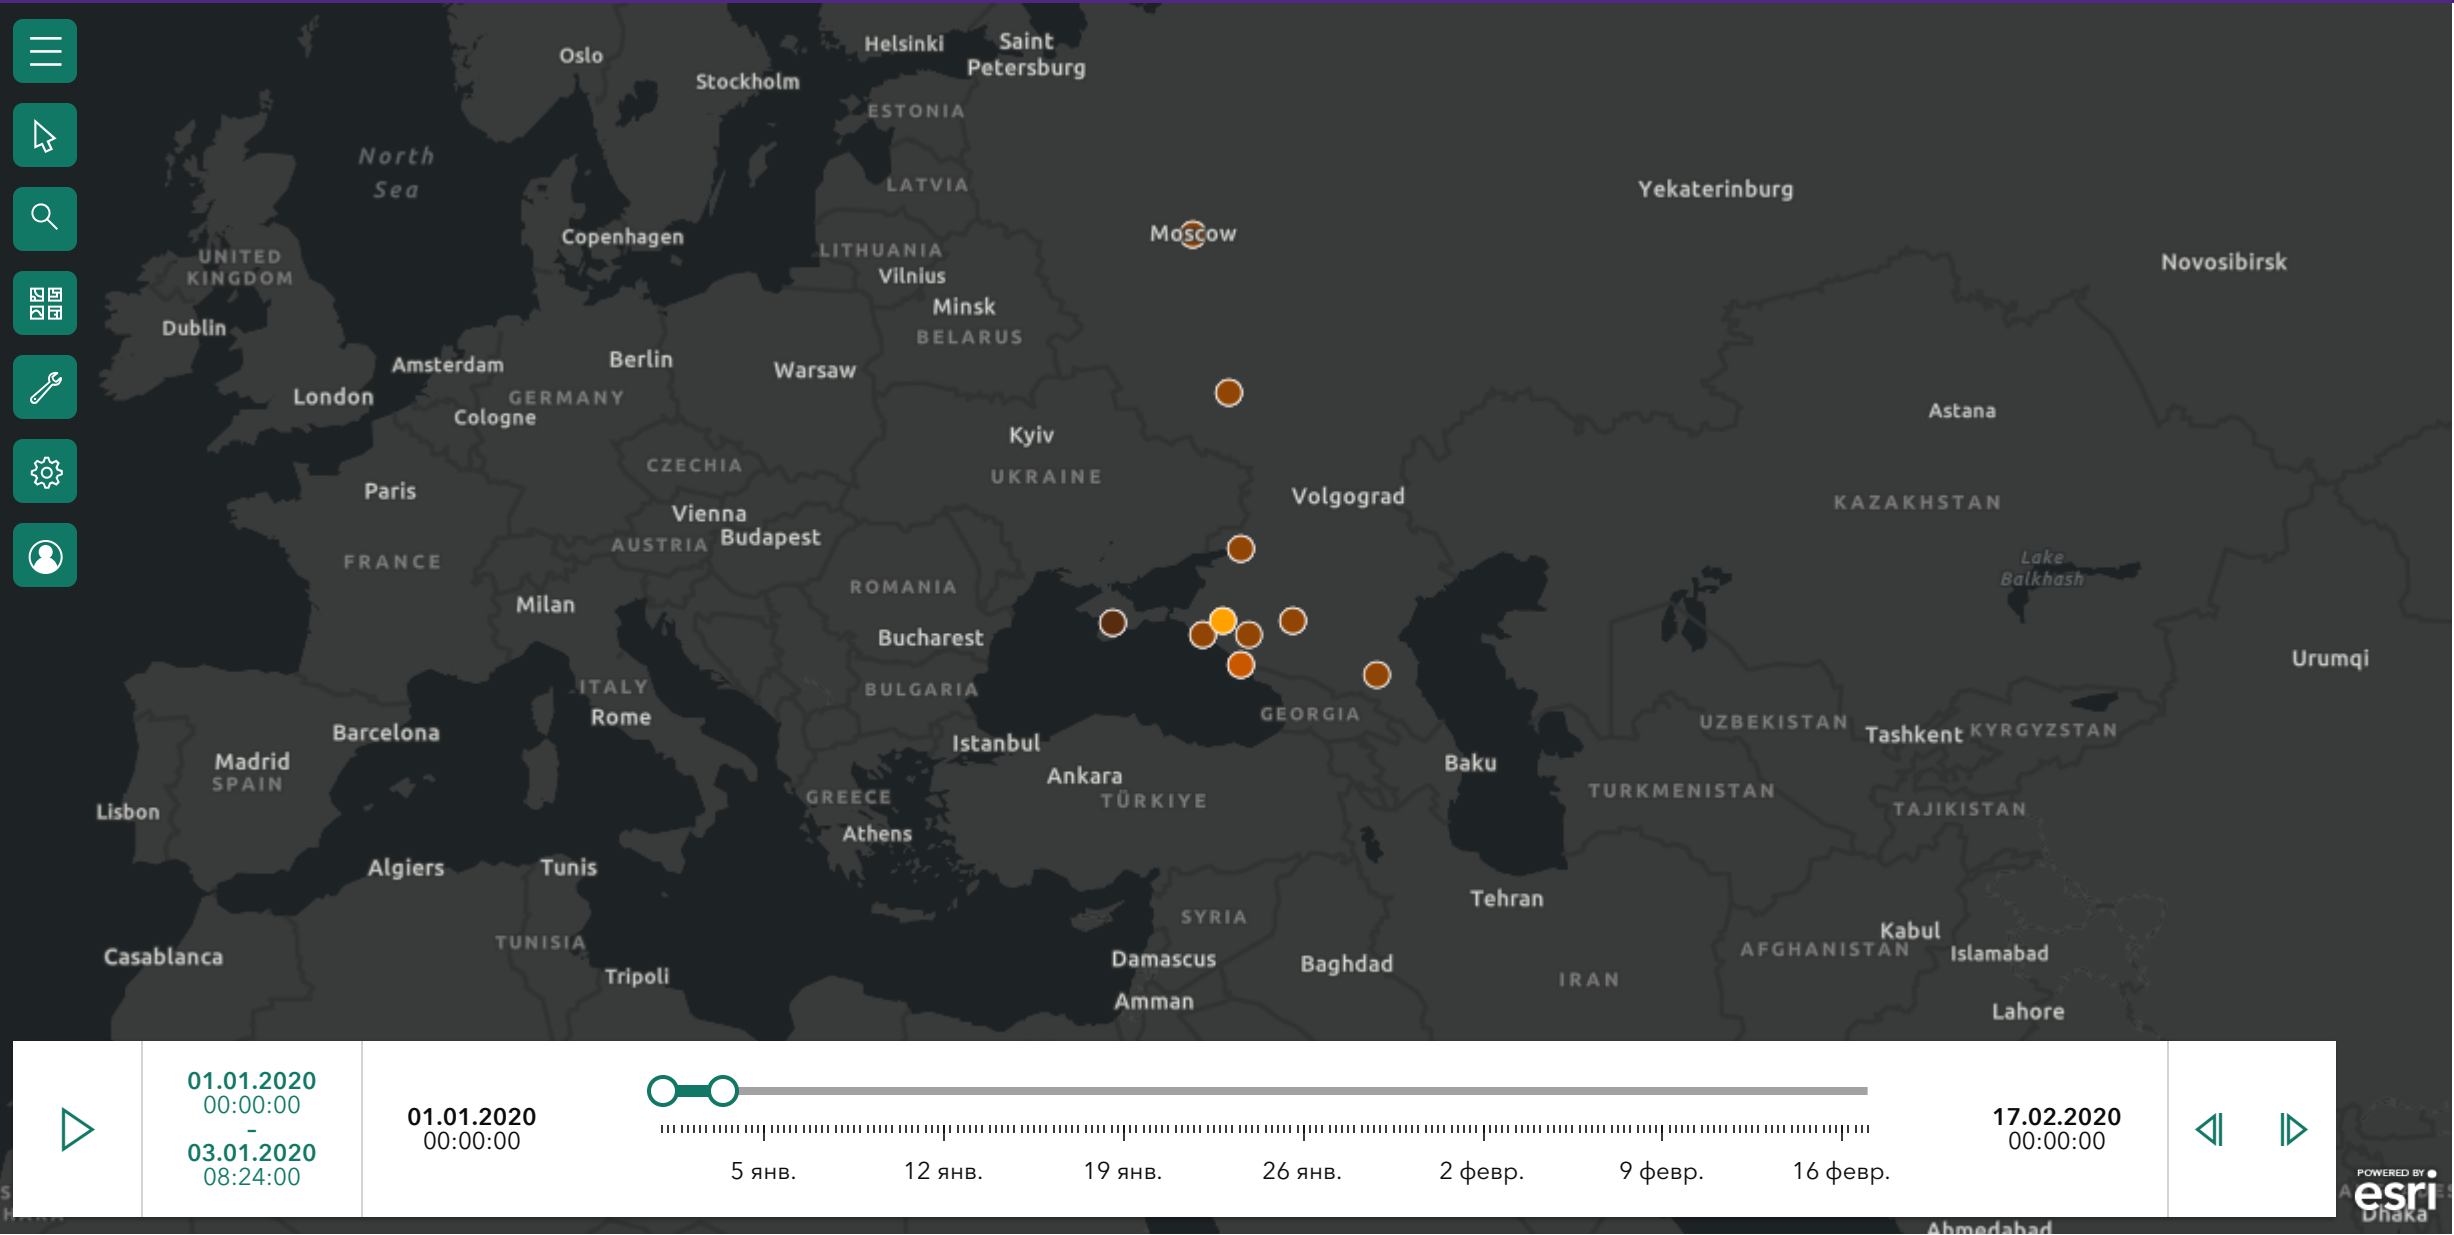 Oslo
Helsinki
Saint
Petersburg
Stockholm
ESTONIA
North
Sea
LATVIA
Yekaterinburg
Moscow
Copenhagen
LITHUANIA
UNITED
KINGDOM
Vilnius
Novosibirsk
Minsk
Dublin
BELARUS
Amsterdam
Berlin
Warsaw
London
GERMANY
Cologne
Astana
Kyiv
CZECHIA
UKRAINE
Paris
Volgograd
KAZAKHSTAN
Vienna
Budapest
AUSTRIA
FRANCE
Lake
Balkhash
ROMANIA
Milan
Bucharest
Urumqi
ITALY
BULGARIA
Rome
GEORGIA
UZBEKISTAN
Barcelona
Istanbul
Tashkent
KYRGYZSTAN
Madrid
SPAIN
Ankara
Baku
TÜRKIYE
GREECE
TURKMENISTAN
TAJIKISTAN
Lisbon
Athens
Algiers
Tunis
Tehran
SYRIA
Kabul
TUNISIA
AFGHANISTAN
Islamabad
Casablanca
Damascus
Baghdad
Tripoli
IRAN
Amman
Lahore
01.01.2020
00:00:00
-
03.01.2020
08:24:00
01.01.2020
00:00:00
5 янв.
12 янв.
19 янв.
26 янв.
2 февр.
9 февр.
16 февр.
17.02.2020
00:00:00
POWERED BY
esri
Dhaka
Ahmedabad